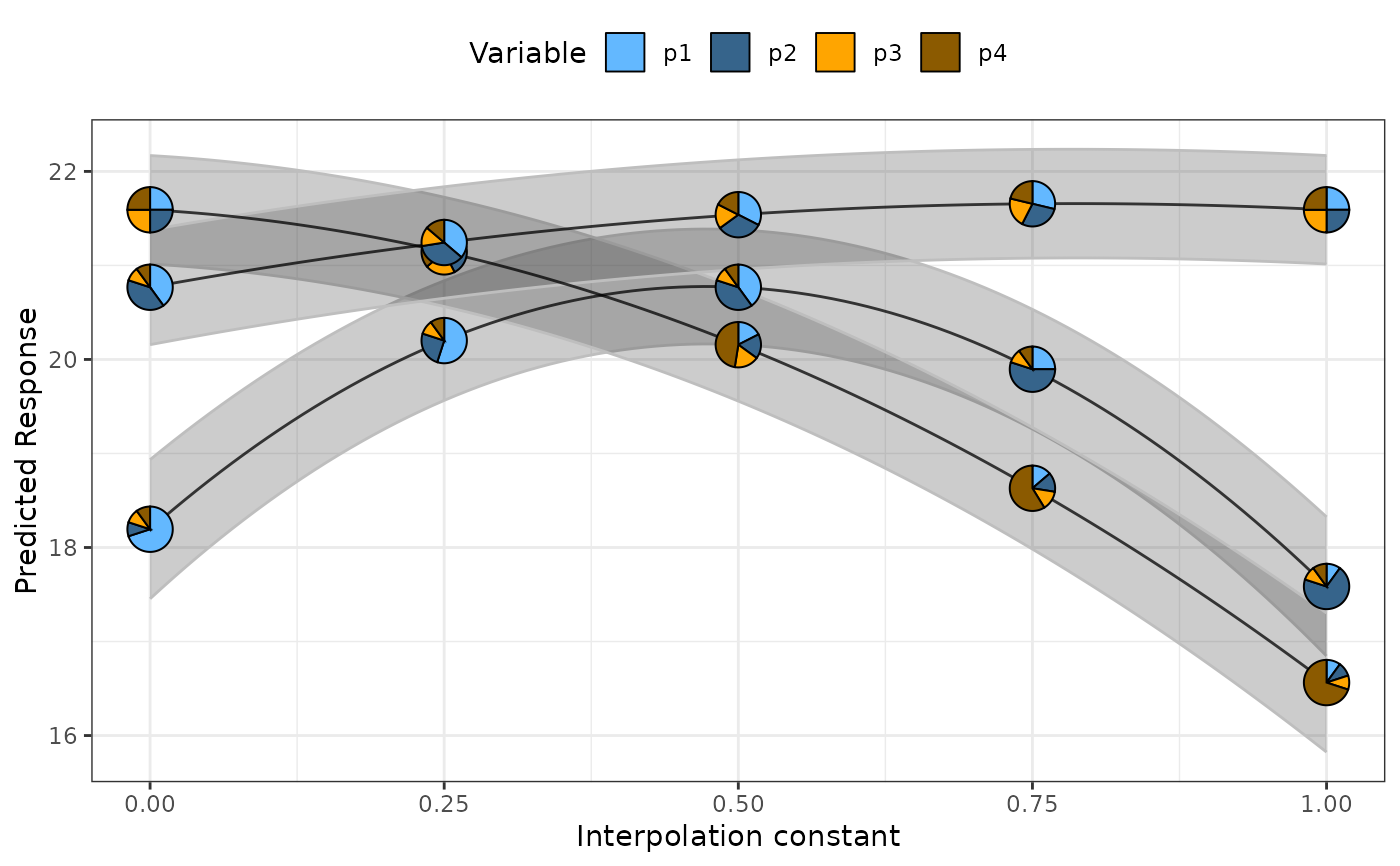 Variable p1 p2 p3 p4
22
20
18
16
Predicted Response
0.00 0.25 0.50 0.75 1.00
Interpolation constant